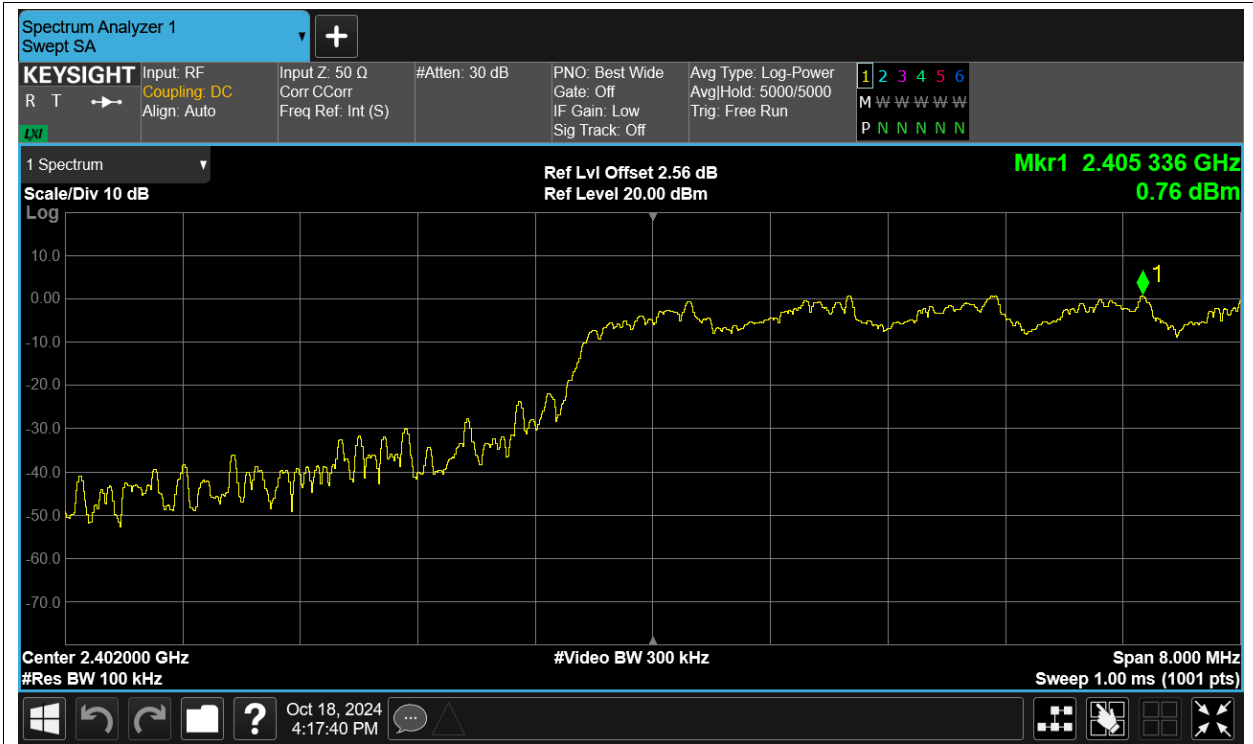 Spectrum Analyzer 1
Swept SA
KEYSIGHT
R T
LXI
Input: RF
Coupling: DC
Align: Auto
Input Z: 50 Ω
Corr CCorr
Freq Ref: Int (S)
#Atten: 30 dB
PNO: Best Wide
Gate: Off
IF Gain: Low
Sig Track: Off
Avg Type: Log-Power
Avg|Hold: 5000/5000
Trig: Free Run
1 2 3 4 5 6
M W W W W W
P N N N N N
1 Spectrum
Scale/Div 10 dB
Log
Ref Lvl Offset 2.56 dB
Ref Level 20.00 dBm
Mkr1 2.405 336 GHz
0.76 dBm
1
10.0
0.00
-10.0
-20.0
-30.0
-40.0
-50.0
-60.0
-70.0
Center 2.402000 GHz
#Res BW 100 kHz
#Video BW 300 kHz
Span 8.000 MHz
Sweep 1.00 ms (1001 pts)
?
Oct 18, 2024
4:17:40 PM